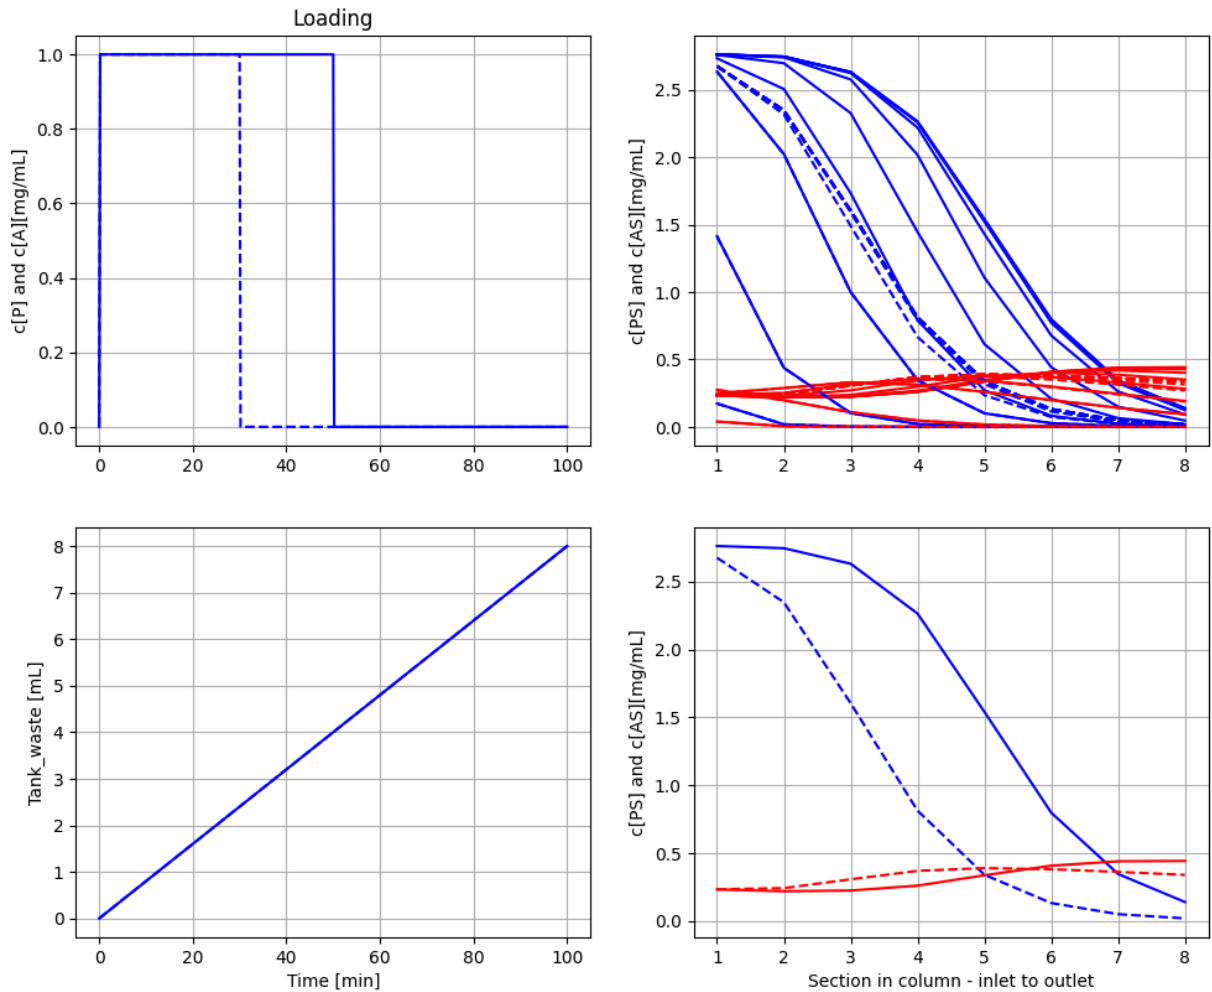 Loading
c[P] and c[A][mg/mL]
1.0
0.8
0.6
0.4
0.2
0.0
0 20 40 60 80 100
c[PS] and c[AS][mg/mL]
2.5
2.0
1.5
1.0
0.5
0.0
1 2 3 4 5 6 7 8
Tank_waste [mL]
8
7
6
5
4
3
2
1
0
0 20 40 60 80 100
Time [min]
c[PS] and c[AS][mg/mL]
2.5
2.0
1.5
1.0
0.5
0.0
1 2 3 4 5 6 7 8
Section in column - inlet to outlet